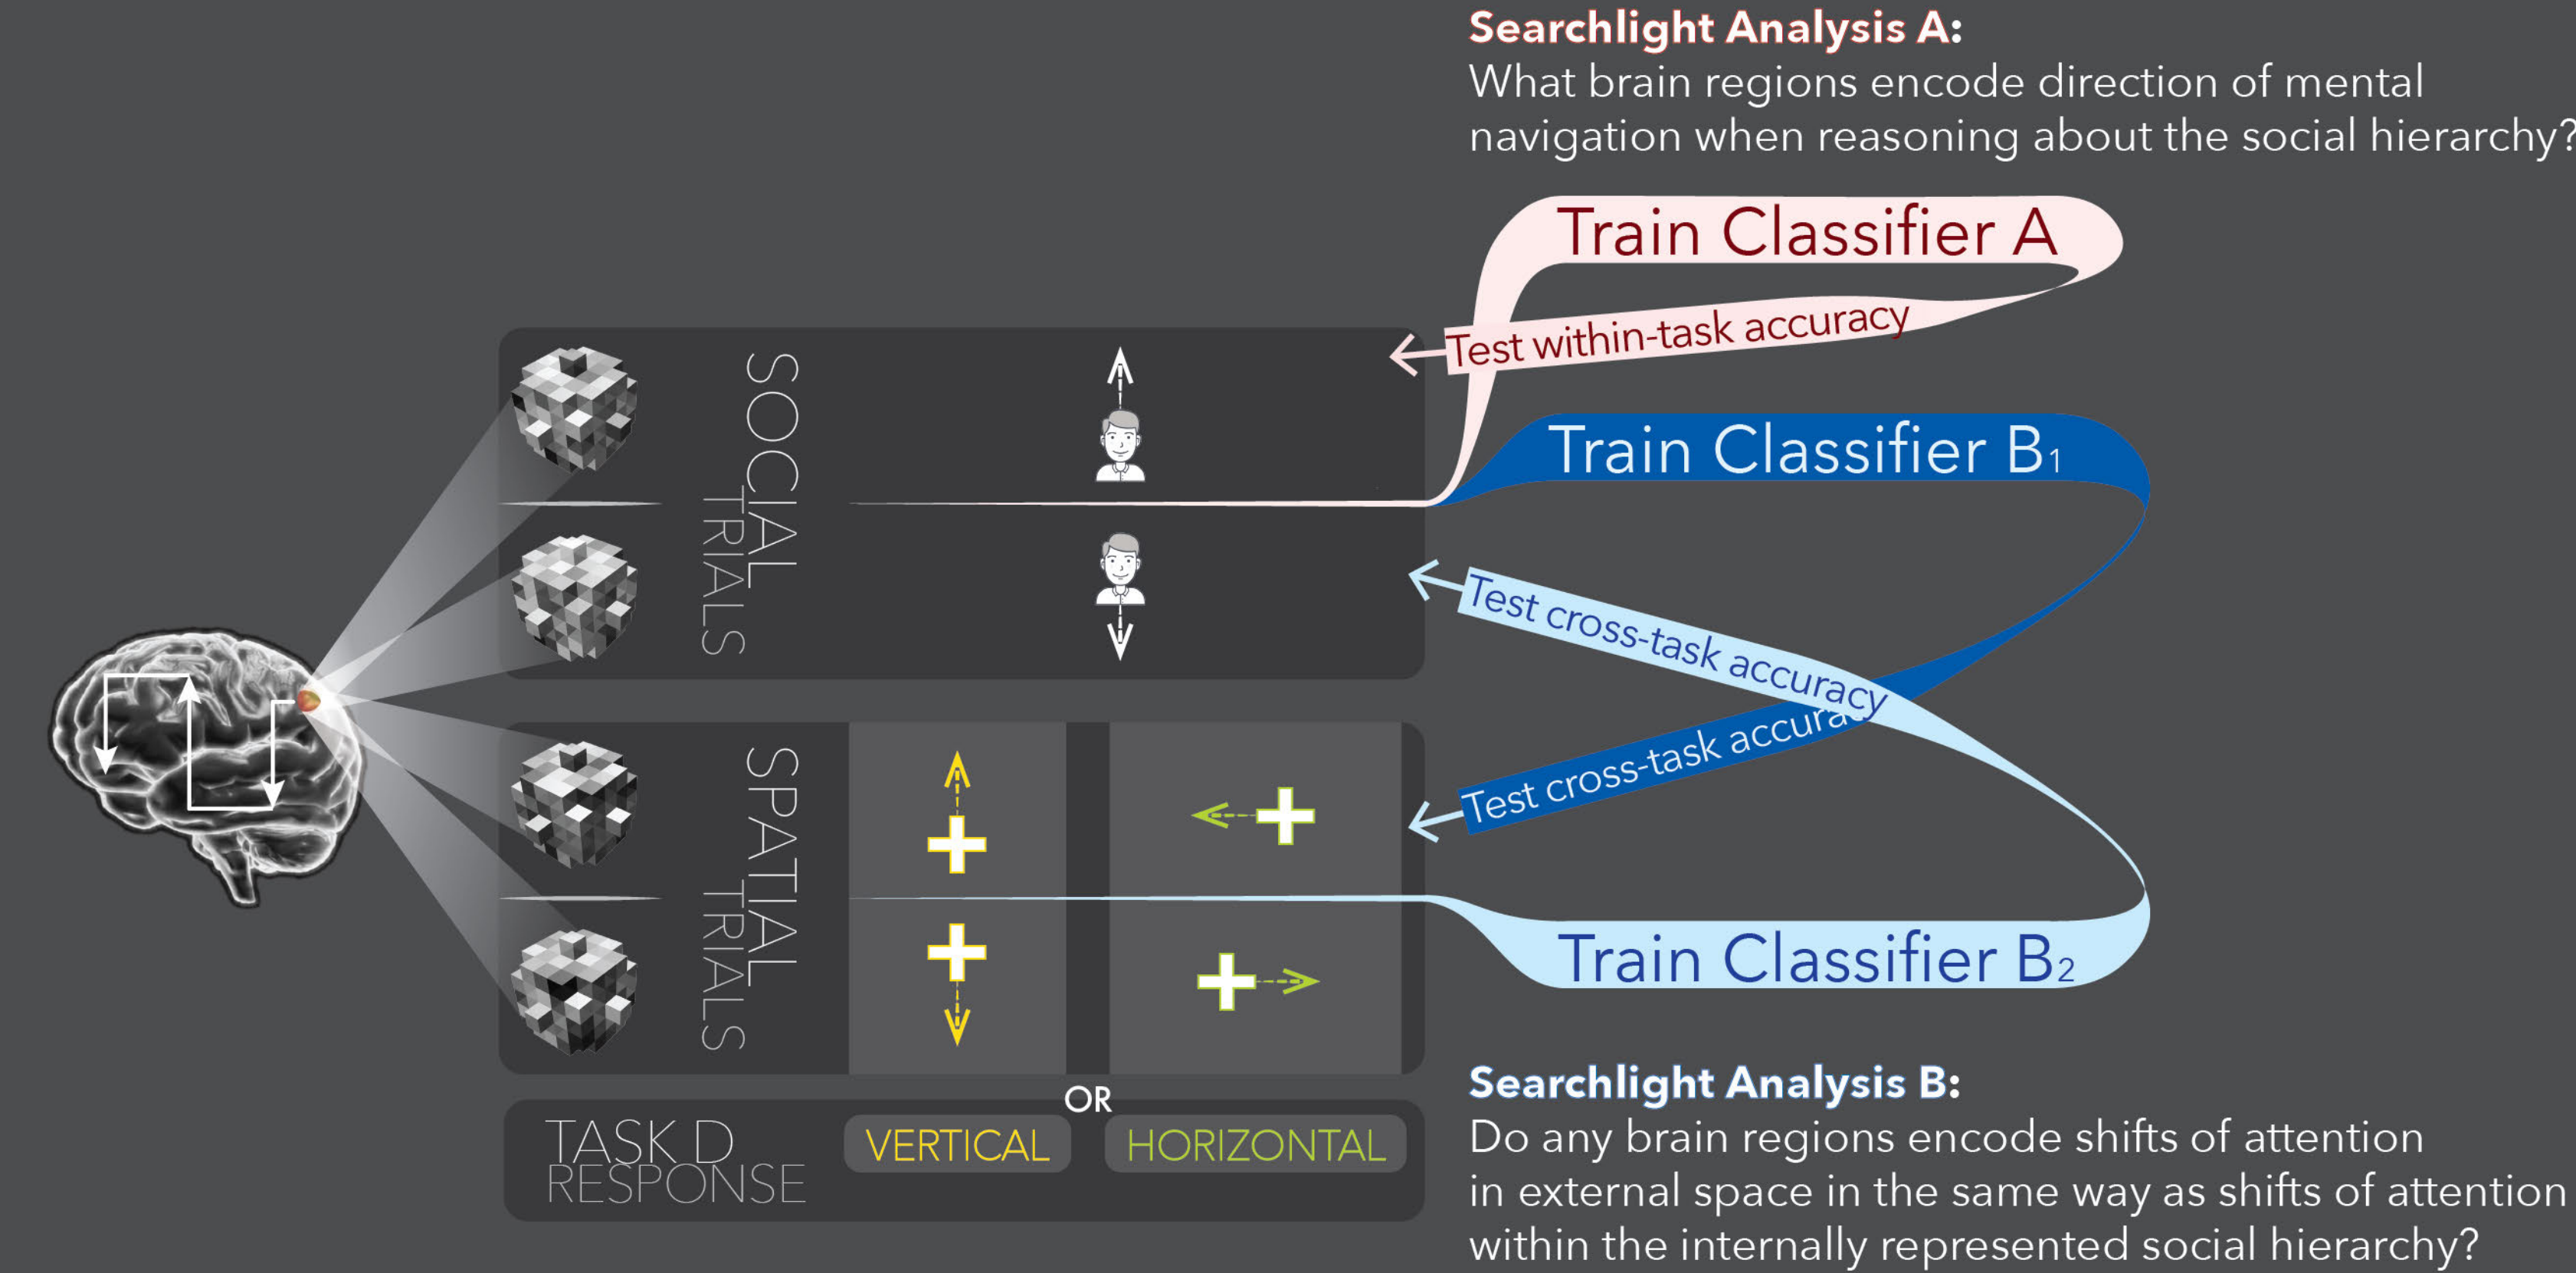 Searchlight Analysis A:
What brain regions encode direction of mental
navigation when reasoning about the social hierarchy?
Train Classifier A
Test within-task accuracy
Train Classifier B1
SOCIAL
TRIALS
Test cross-task accuracy
Test cross-task accurac
SPATIAL
TRIALS
Train Classifier B2
OR
TASK D
RESPONSE
VERTICAL
HORIZONTAL
Searchlight Analysis B:
Do any brain regions encode shifts of attention
in external space in the same way as shifts of attention
within the internally represented social hierarchy?